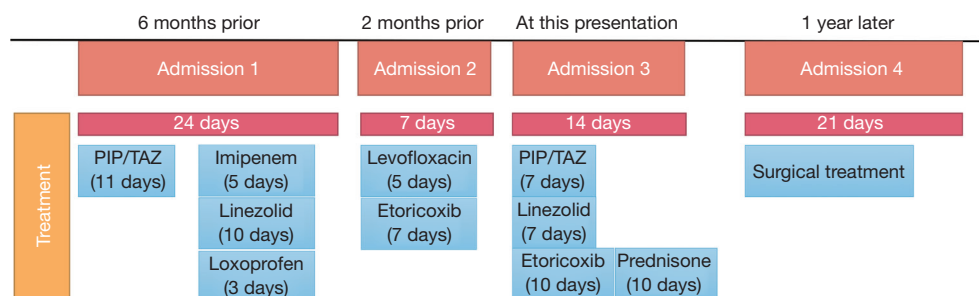 6 months prior
2 months prior
At this presentation
1 year later
Admission 1
Admission 2
Admission 3
Admission 4
Treatment
24 days
7 days
14 days
21 days
PIP/TAZ
(11 days)
Imipenem
(5 days)
Linezolid
(10 days)
Loxoprofen
(3 days)
Levofloxacin
(5 days)
Etoricoxib
(7 days)
PIP/TAZ
(7 days)
Linezolid
(7 days)
Etoricoxib
(10 days)
Prednisone
(10 days)
Surgical treatment